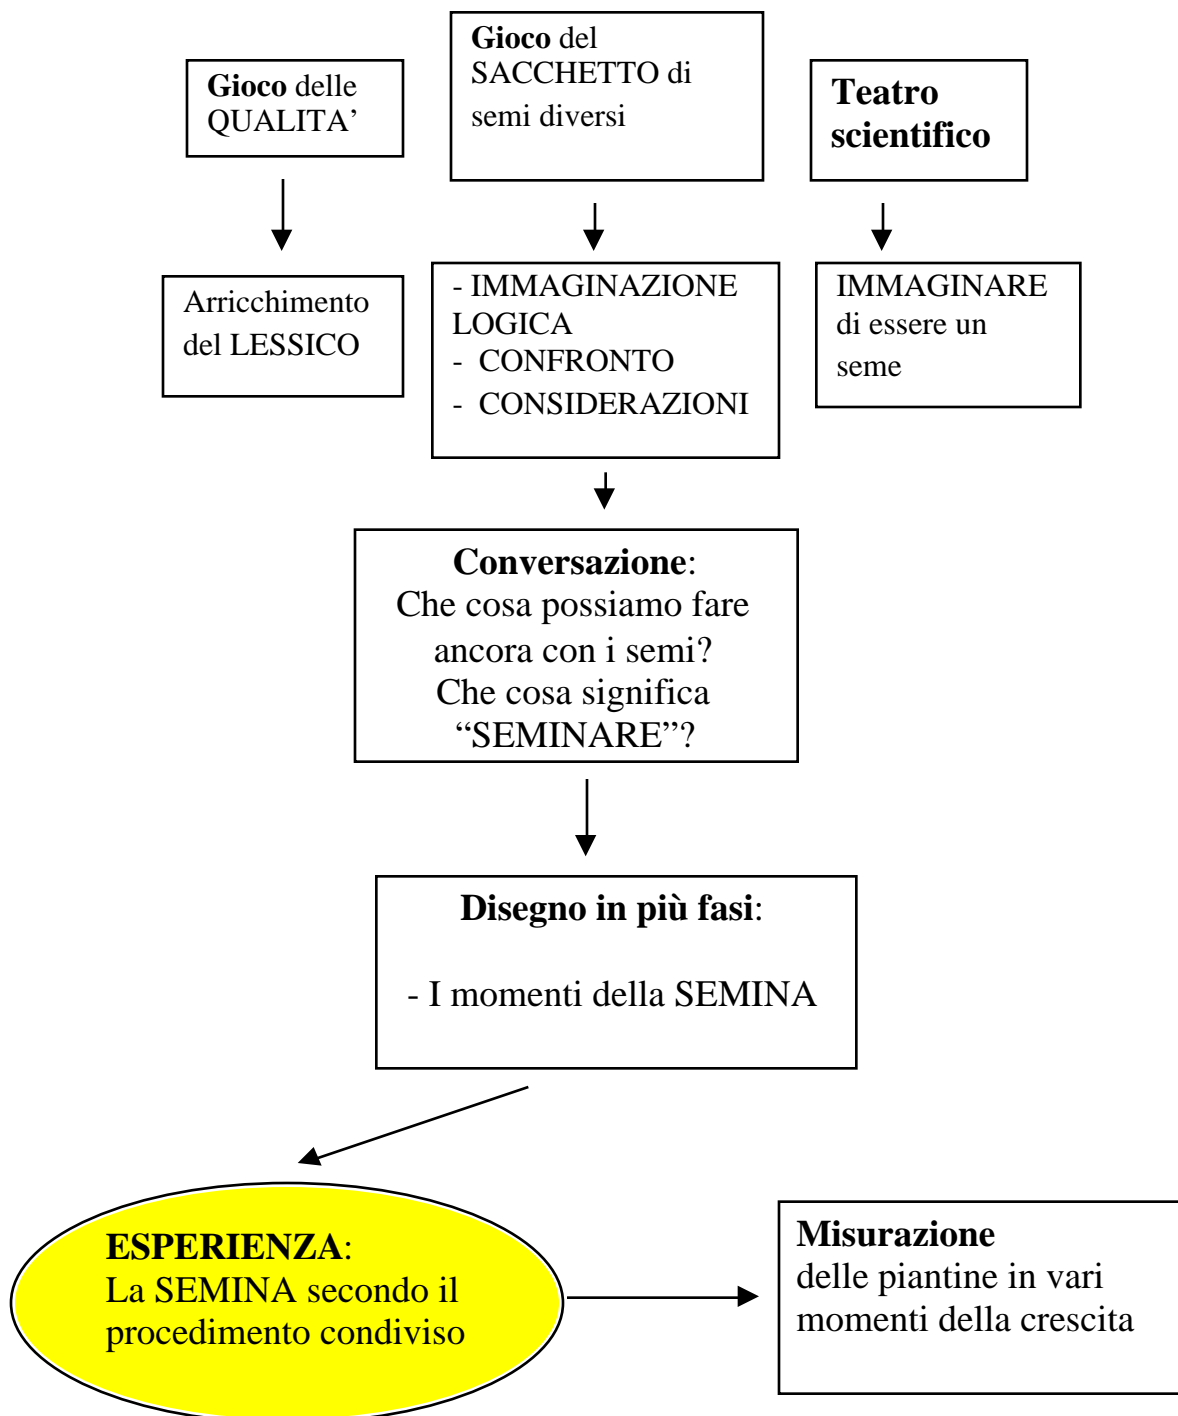 Gioco delle
QUALITA’
Gioco del
SACCHETTO di
semi diversi
Teatro
scientifico
Arricchimento
del LESSICO
- IMMAGINAZIONE
LOGICA
- CONFRONTO
- CONSIDERAZIONI
IMMAGINARE
di essere un
seme
Conversazione:
Che cosa possiamo fare
ancora con i semi?
Che cosa significa
“SEMINARE”?
Disegno in più fasi:
- I momenti della SEMINA
ESPERIENZA:
La SEMINA secondo il
procedimento condiviso
Misurazione
delle piantine in vari
momenti della crescita